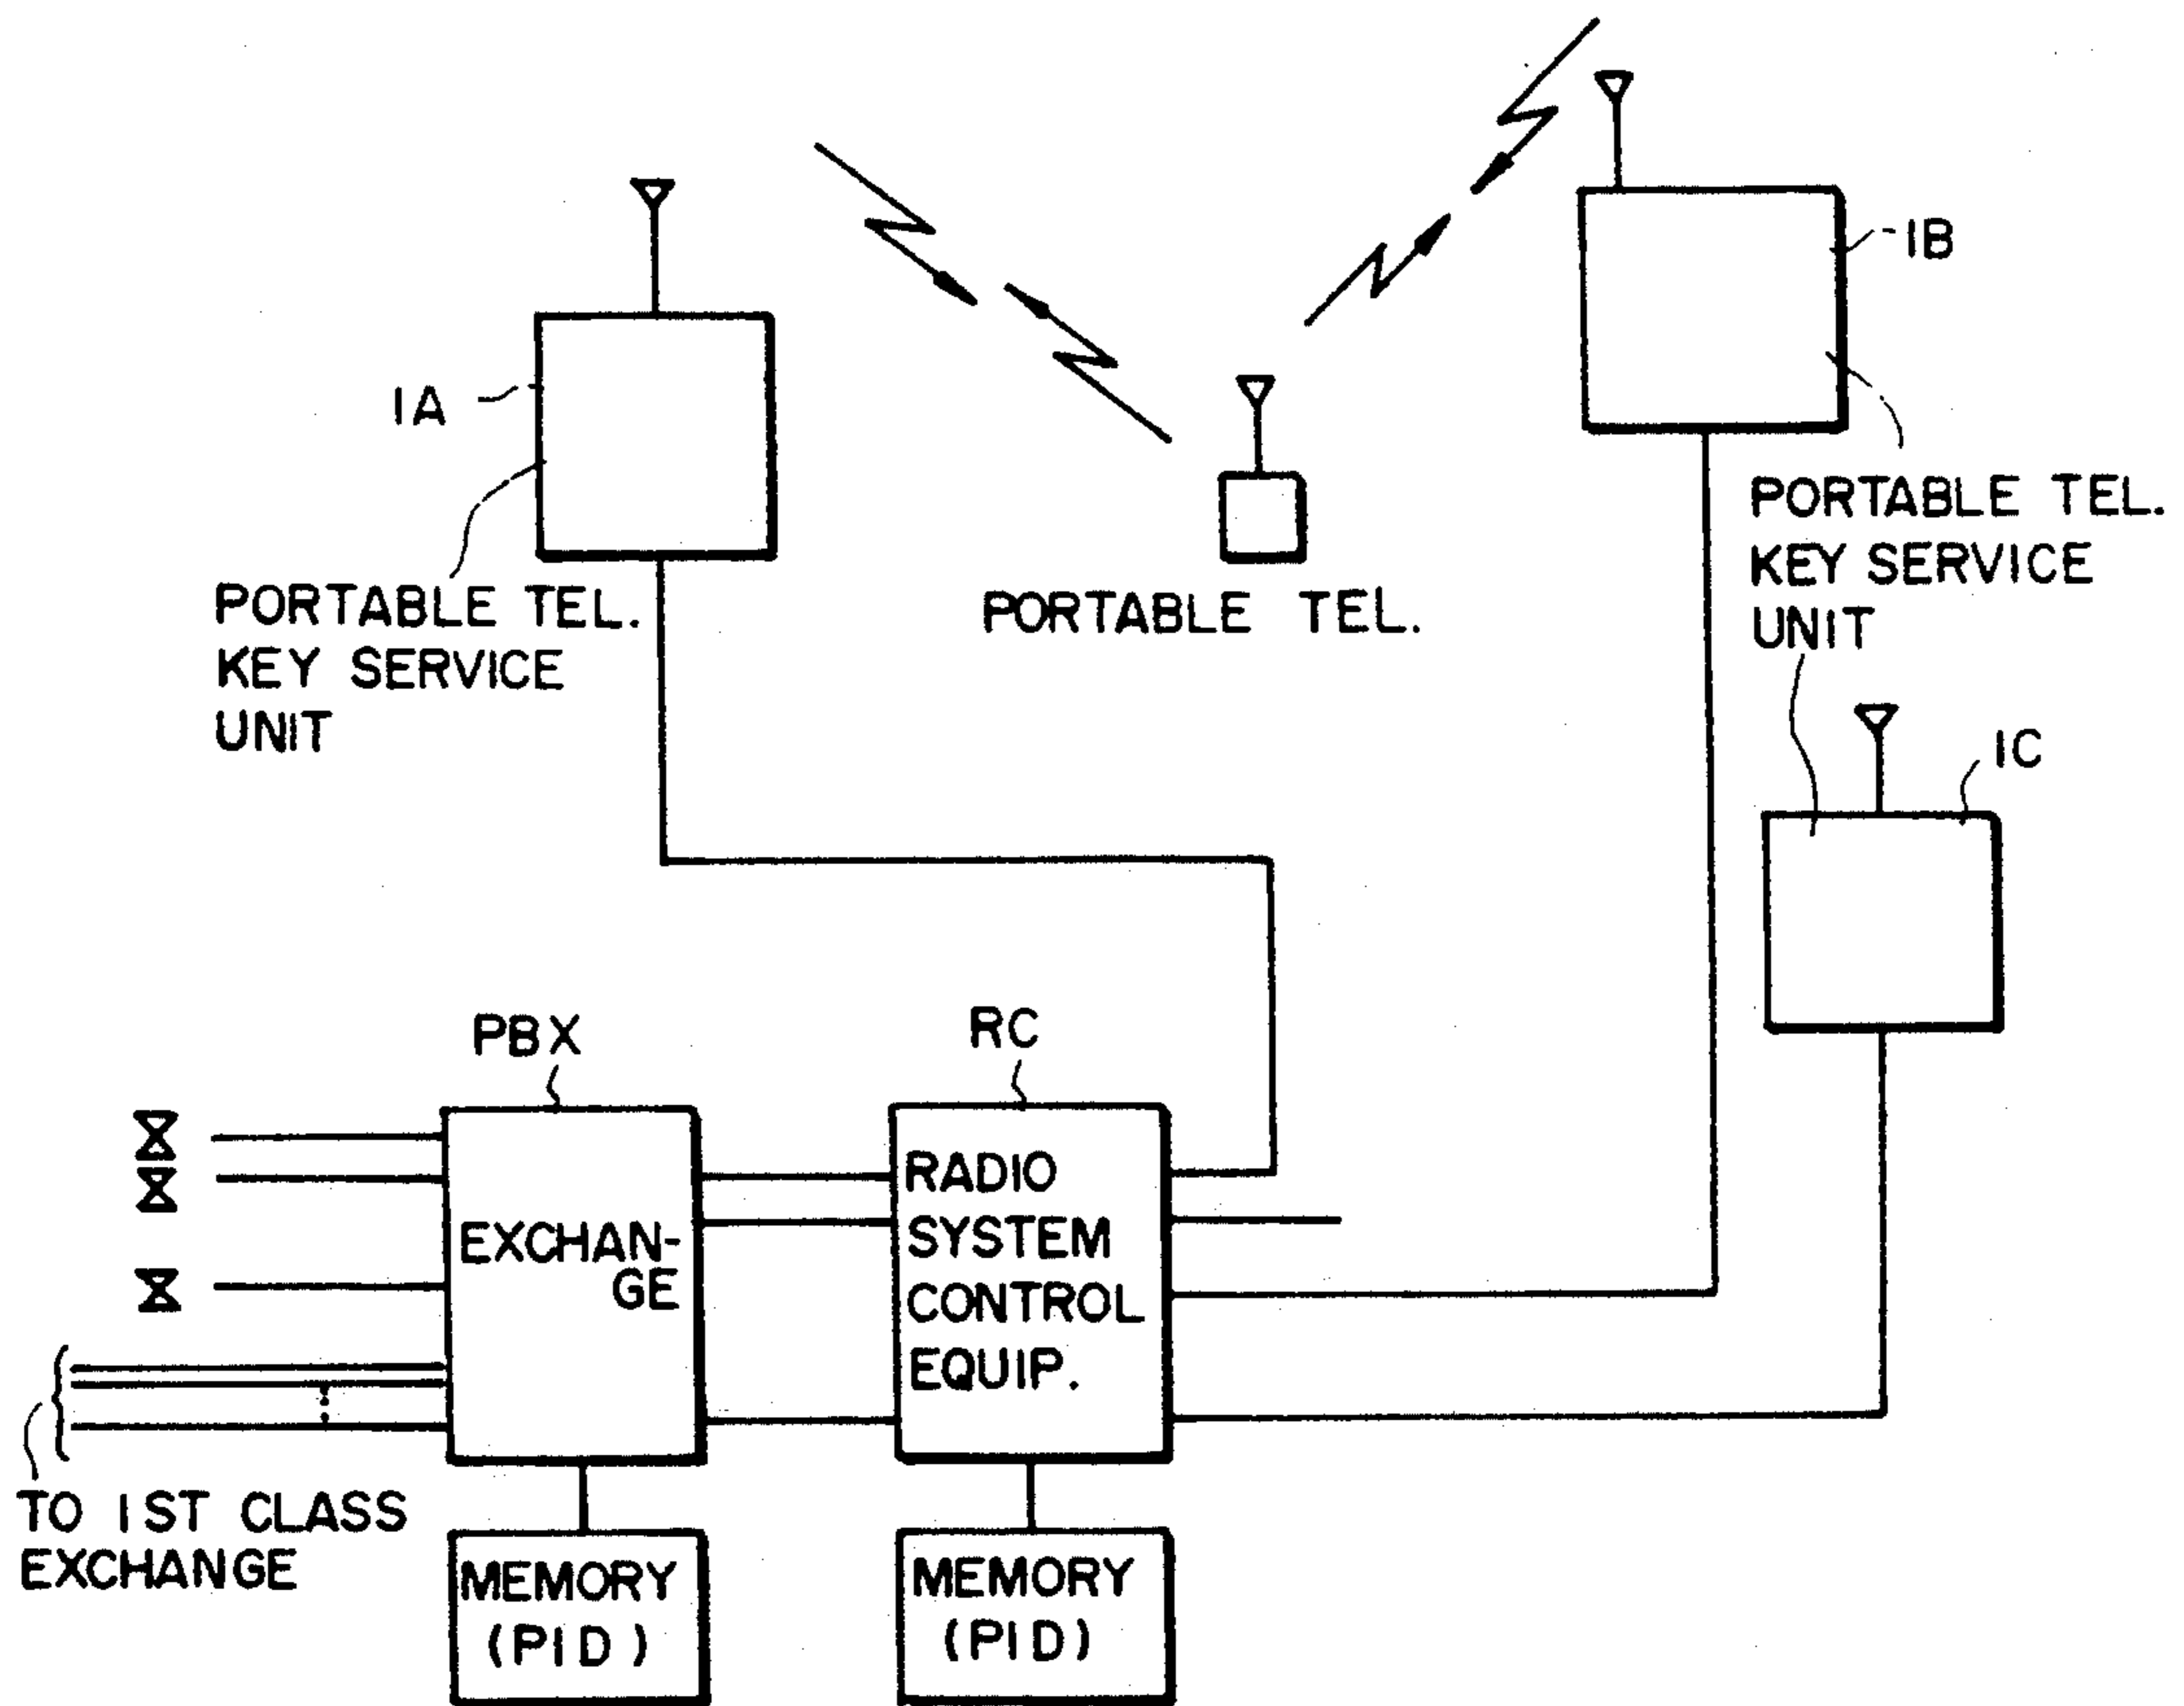 1B
1A
PORTABLE TEL.
KEY SERVICE
UNIT
PORTABLE TEL.
KEY SERVICE
UNIT
PORTABLE TEL.
1C
PBX
RC
EXCHAN-
GE
RADIO
SYSTEM
CONTROL
EQUIP.
TO 1ST CLASS
EXCHANGE
MEMORY
(PID)
MEMORY
(PID)